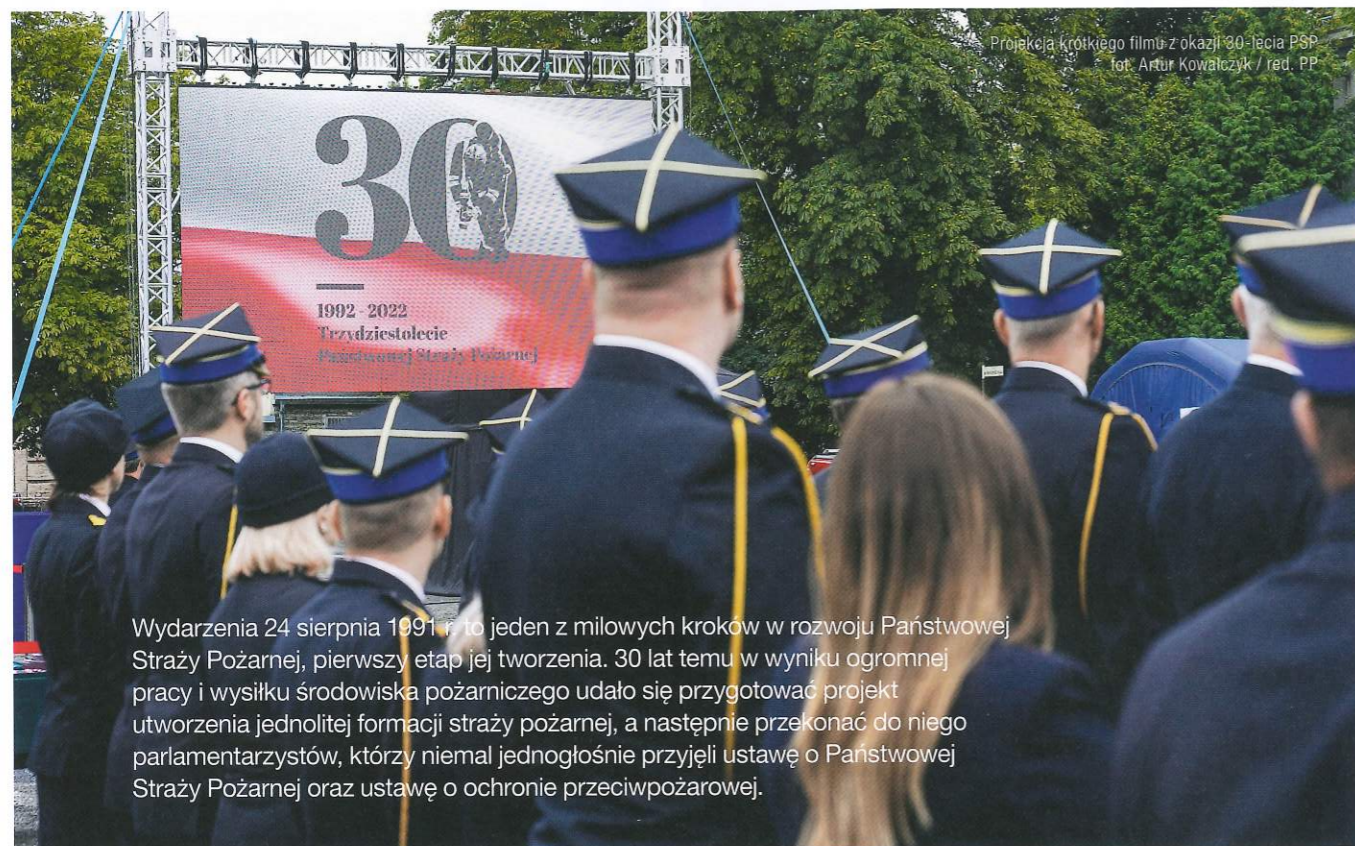 Projekcja krótkiego filmu z okazji 30-lecia PSP
fot. Artur Kowalczyk / red. PP
30
1992 - 2022
Trzydziestolecie
Państwowej Straży Pożarnej
Wydarzenia 24 sierpnia 1991 r. to jeden z milowych kroków w rozwoju Państwowej
Straży Pożarnej, pierwszy etap jej tworzenia. 30 lat temu w wyniku ogromnej
pracy i wysiłku środowiska pożarniczego udało się przygotować projekt
utworzenia jednolitej formacji straży pożarnej, a następnie przekonać do niego
parlamentarzystów, którzy niemal jednogłośnie przyjęli ustawę o Państwowej
Straży Pożarnej oraz ustawę o ochronie przeciwpożarowej.